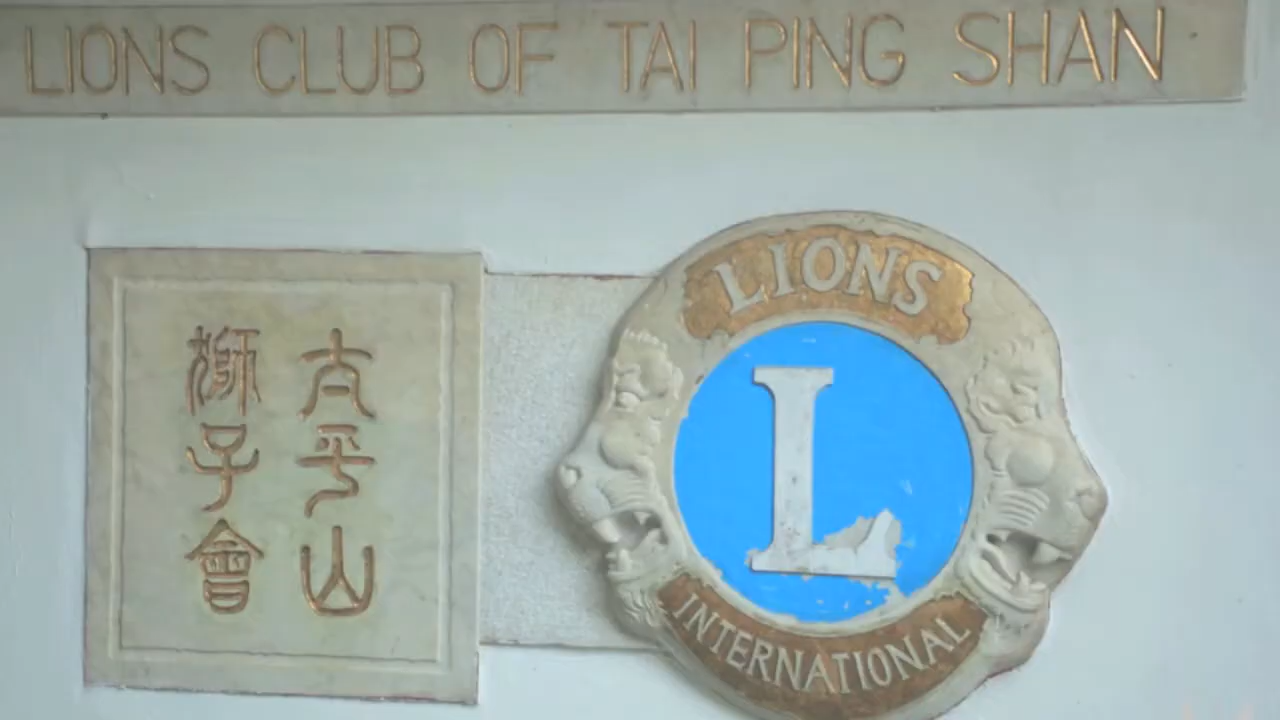 LIONS CLUB OF TAI PING SHAN
太平山
獅子會
LIONS
L
INTERNATIONAL